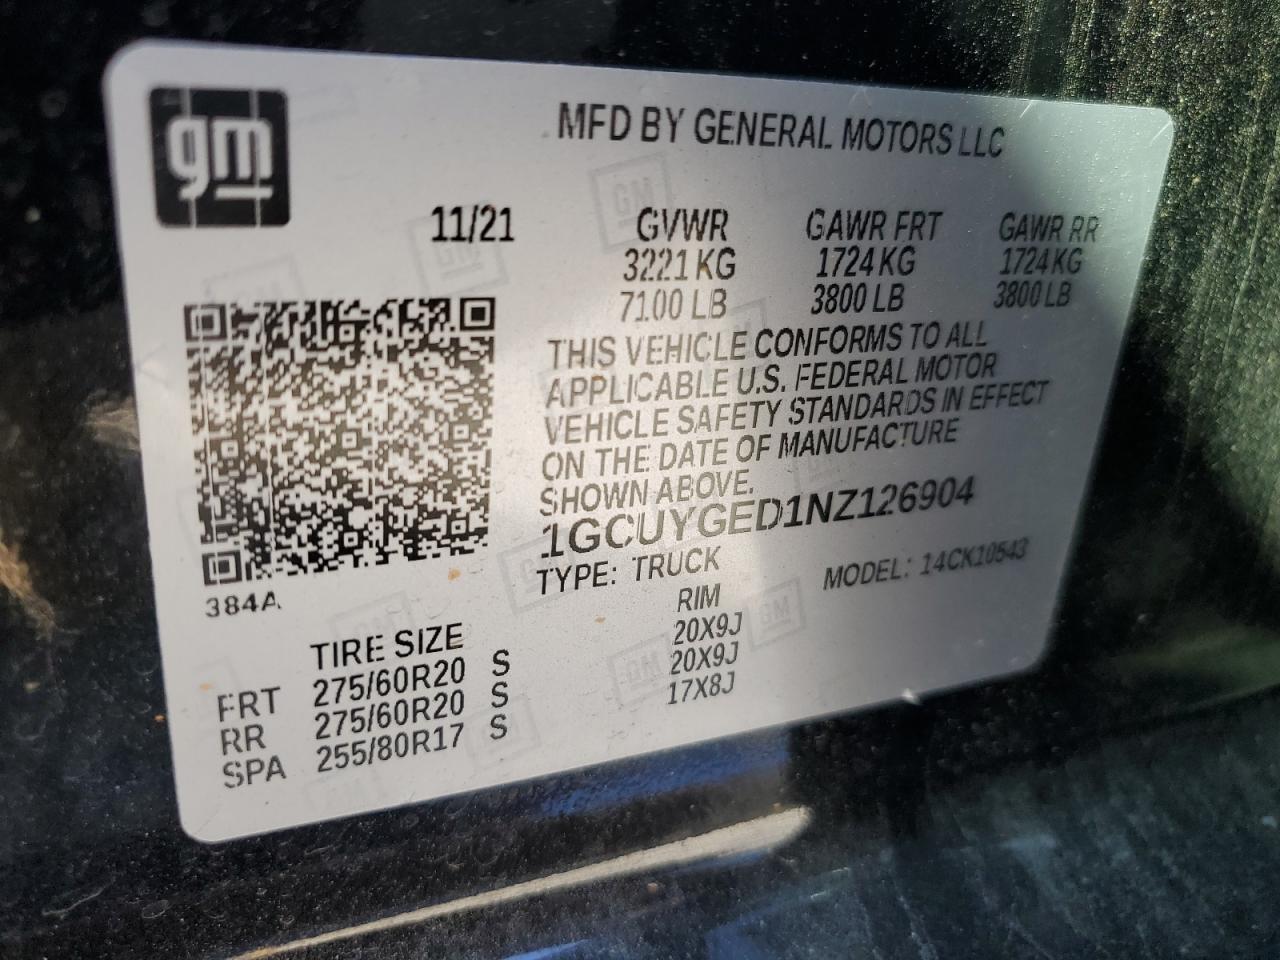 gm
MFD BY GENERAL MOTORS LLC
11/21 GVWR GAWR FRT GAWR RR
3221 KG 1724 KG 1724 KG
7100 LB 3800 LB 3800 LB
THIS VEHICLE CONFORMS TO ALL
APPLICABLE U.S. FEDERAL MOTOR
VEHICLE SAFETY STANDARDS IN EFFECT
ON THE DATE OF MANUFACTURE
SHOWN ABOVE.
1GCUYGED1NZ126904
TYPE: TRUCK MODEL: 14CK10543
384A
TIRE SIZE RIM
FRT 275/60R20 S 20X9J
RR 275/60R20 S 20X9J
SPA 255/80R17 S 17X8J